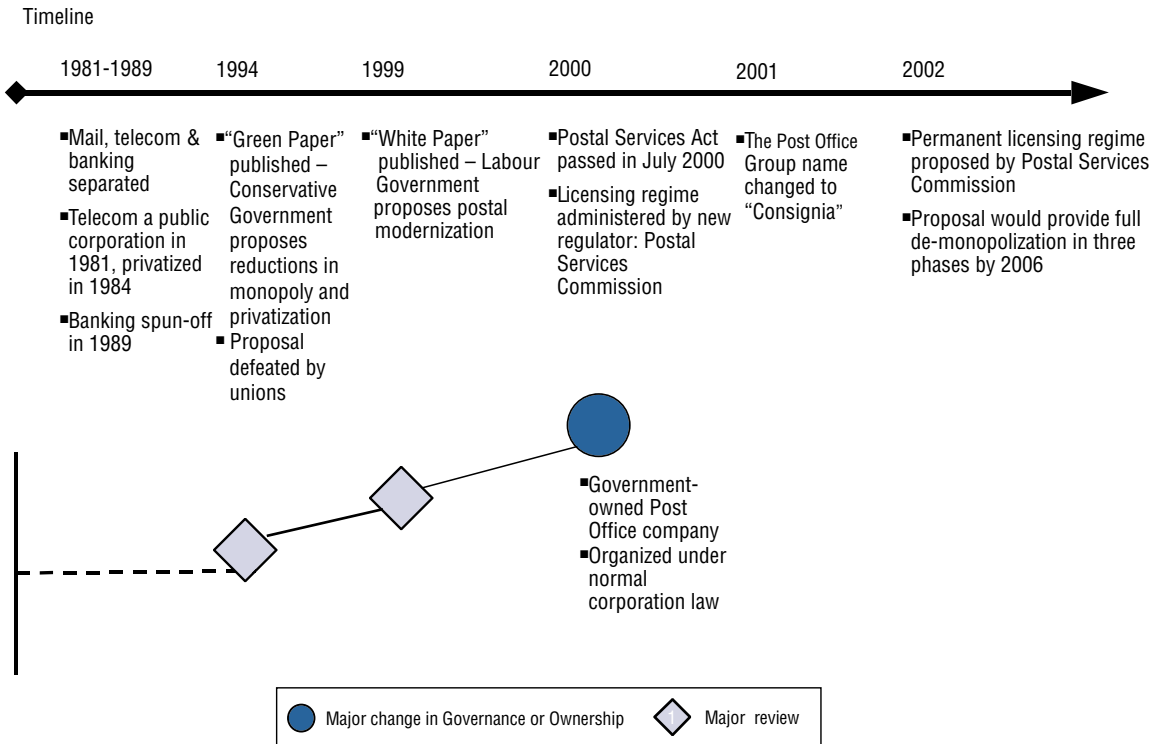 Timeline
1981-1989
1994
1999
2000
2001
2002
▪Mail, telecom &
banking
separated
▪Telecom a public
corporation in
1981, privatized
in 1984
▪Banking spun-off
in 1989
▪“Green Paper”
published –
Conservative
Government
proposes
reductions in
monopoly and
privatization
▪ Proposal
defeated by
unions
▪“White Paper”
published – Labour
Government
proposes postal
modernization
▪Postal Services Act
passed in July 2000
▪Licensing regime
administered by new
regulator: Postal
Services
Commission
▪The Post Office
Group name
changed to
“Consignia”
▪Permanent licensing regime
proposed by Postal Services
Commission
▪Proposal would provide full
de-monopolization in three
phases by 2006
▪Government-
owned Post
Office company
▪Organized under
normal
corporation law
Major change in Governance or Ownership
1
Major review